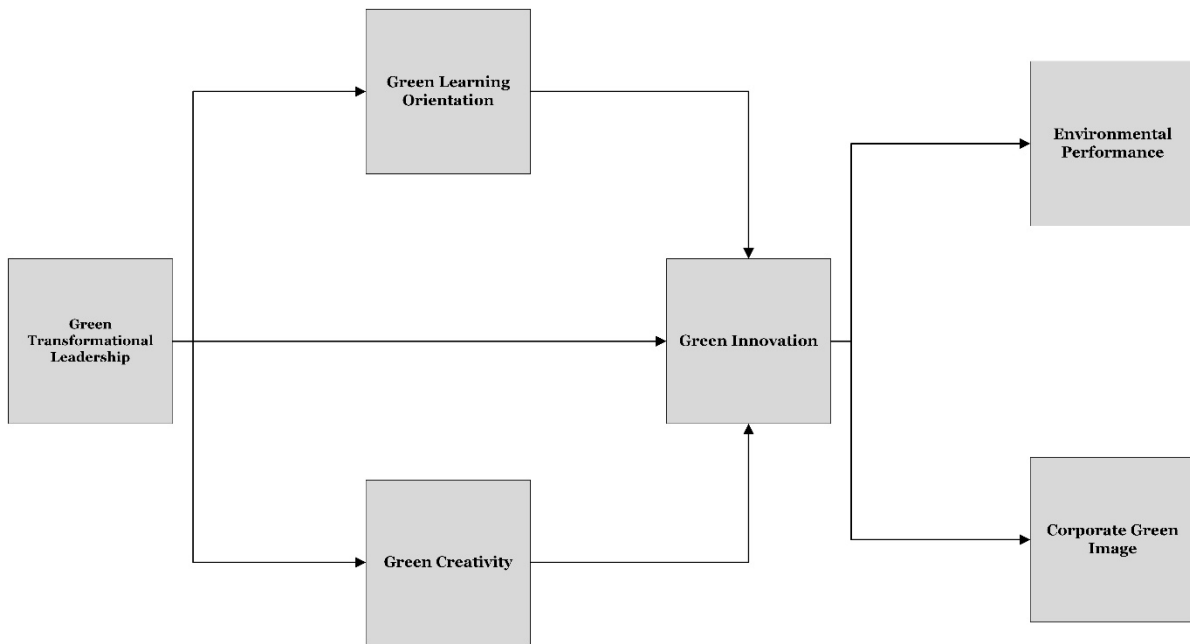 Green Learning
Orientation
Environmental
Performance
Green
Transformational
Leadership
Green Innovation
Green Creativity
Corporate Green
Image